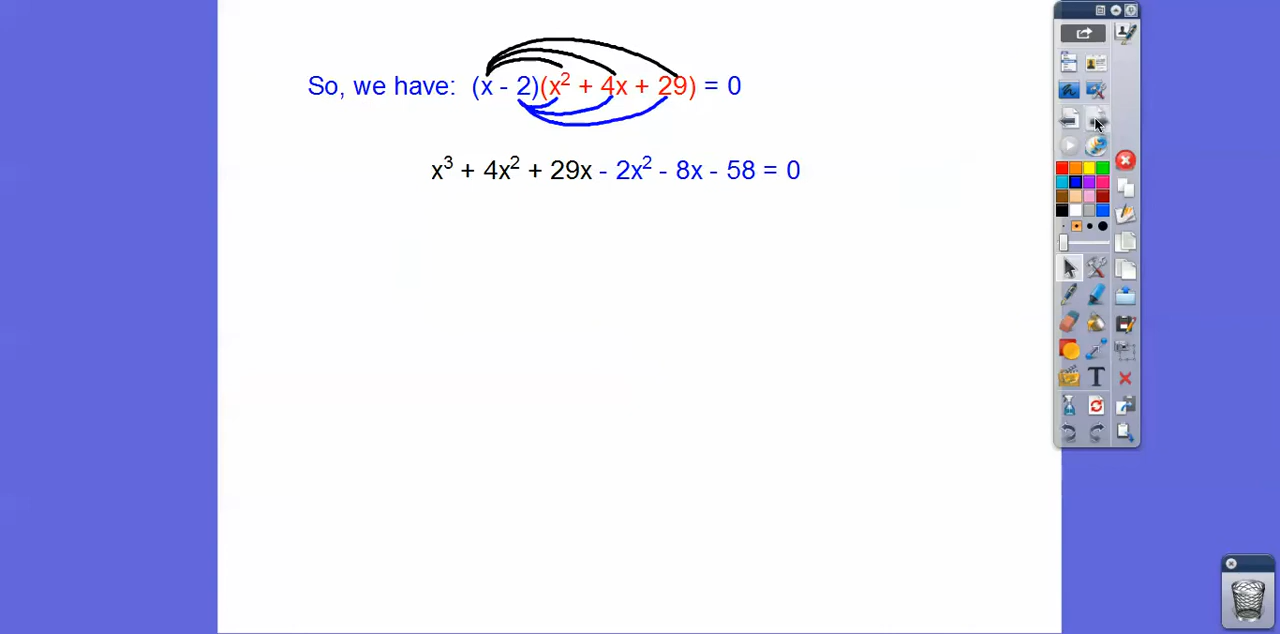 So, we have: (x - 2)(x² + 4x + 29) = 0
x³ + 4x² + 29x - 2x² - 8x - 58 = 0